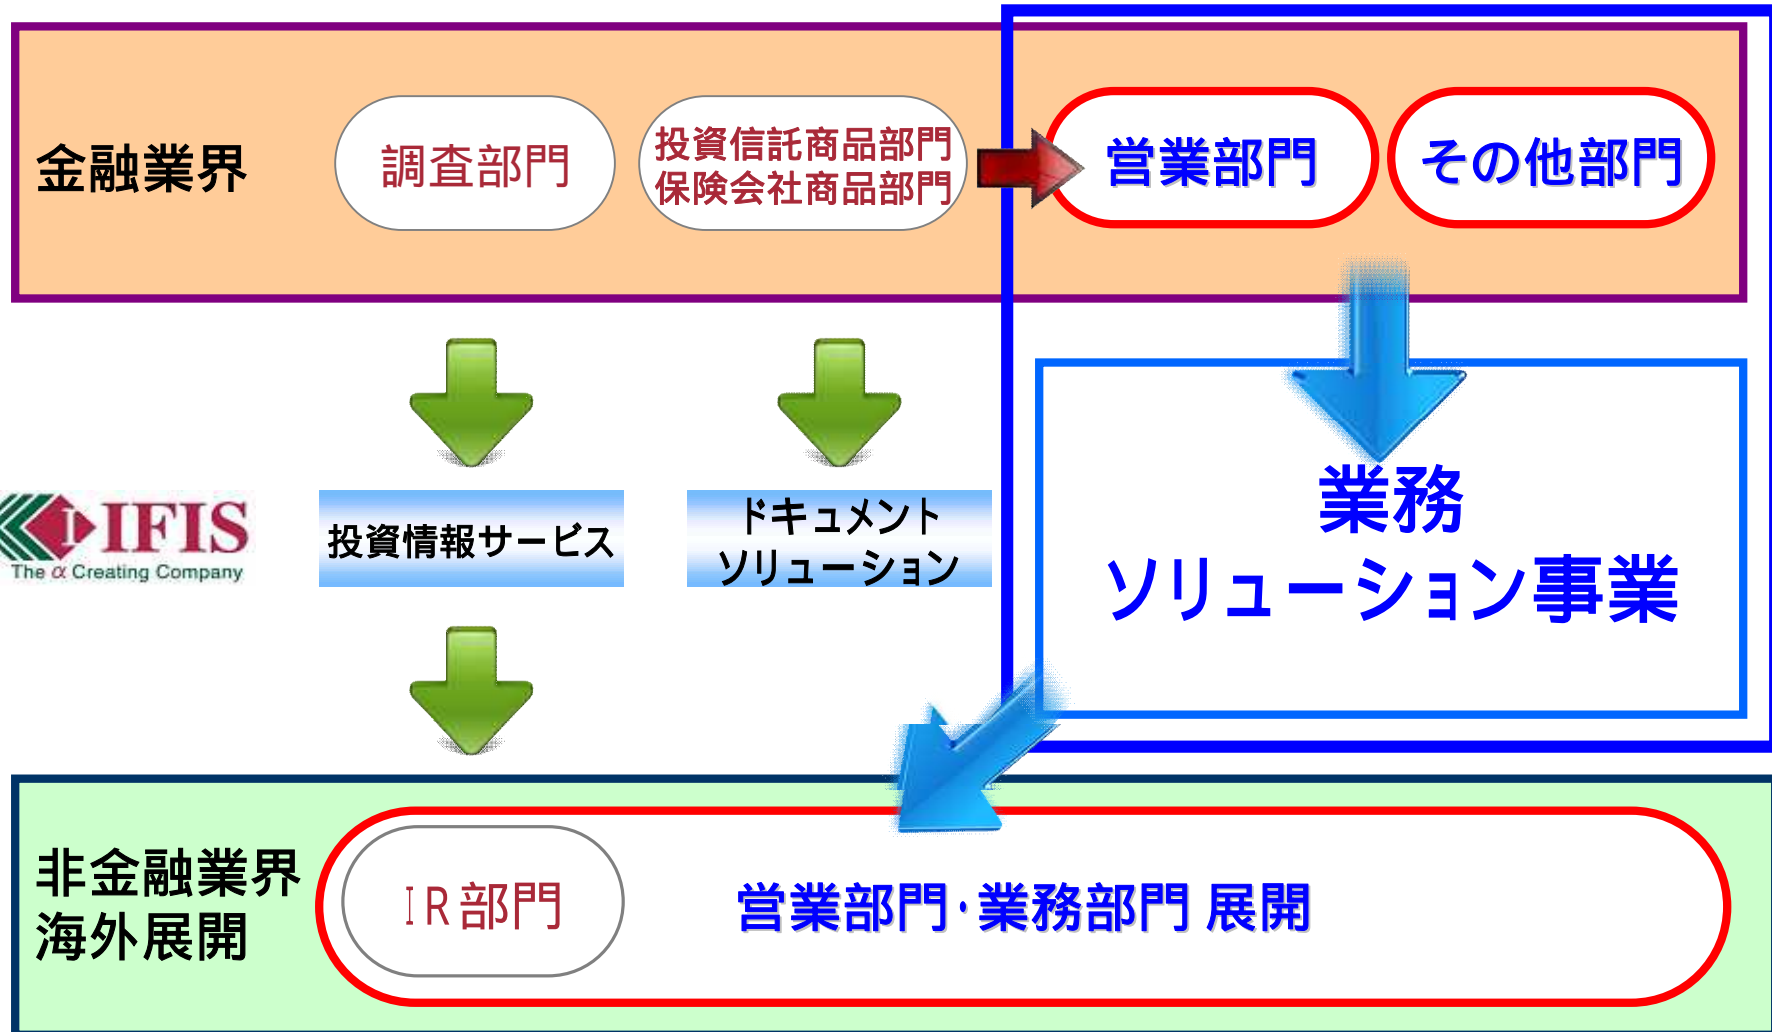 金融業界
調査部門
投資信託商品部門
保険会社商品部門
営業部門
その他部門
IFIS
The α Creating Company
投資情報サービス
ドキュメント
ソリューション
業務
ソリューション事業
非金融業界
海外展開
IR部門
営業部門・業務部門 展開